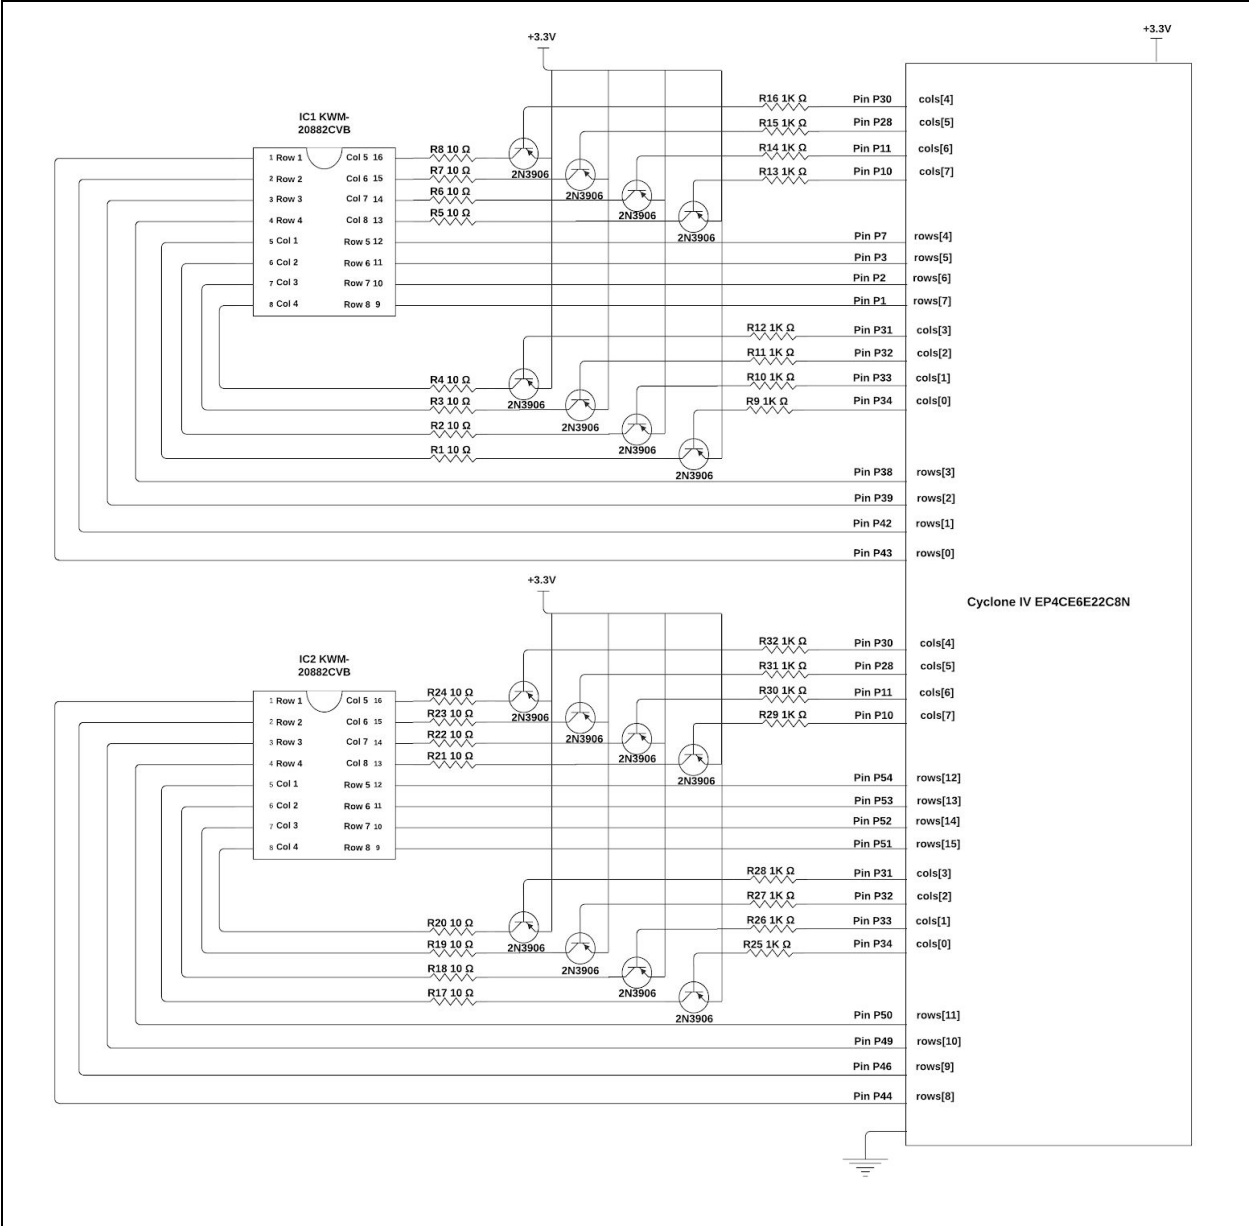 +3.3V
+3.3V
IC1 KWM-
20882CVB
R16 1K Ω Pin P30 cols[4]
R15 1K Ω Pin P28 cols[5]
R14 1K Ω Pin P11 cols[6]
R13 1K Ω Pin P10 cols[7]
1 Row 1 Col 5 16 R8 10 Ω 2N3906
2 Row 2 Col 6 15 R7 10 Ω 2N3906
3 Row 3 Col 7 14 R6 10 Ω 2N3906
4 Row 4 Col 8 13 R5 10 Ω 2N3906
5 Col 1 Row 5 12 Pin P7 rows[4]
6 Col 2 Row 6 11 Pin P3 rows[5]
7 Col 3 Row 7 10 Pin P2 rows[6]
8 Col 4 Row 8 9 Pin P1 rows[7]
R12 1K Ω Pin P31 cols[3]
R11 1K Ω Pin P32 cols[2]
R10 1K Ω Pin P33 cols[1]
R9 1K Ω Pin P34 cols[0]
R4 10 Ω 2N3906
R3 10 Ω 2N3906
R2 10 Ω 2N3906
R1 10 Ω 2N3906
Pin P38 rows[3]
Pin P39 rows[2]
Pin P42 rows[1]
Pin P43 rows[0]
+3.3V
Cyclone IV EP4CE6E22C8N
IC2 KWM-
20882CVB
R32 1K Ω Pin P30 cols[4]
R31 1K Ω Pin P28 cols[5]
R30 1K Ω Pin P11 cols[6]
R29 1K Ω Pin P10 cols[7]
1 Row 1 Col 5 16 R24 10 Ω 2N3906
2 Row 2 Col 6 15 R23 10 Ω 2N3906
3 Row 3 Col 7 14 R22 10 Ω 2N3906
4 Row 4 Col 8 13 R21 10 Ω 2N3906
5 Col 1 Row 5 12 Pin P54 rows[12]
6 Col 2 Row 6 11 Pin P53 rows[13]
7 Col 3 Row 7 10 Pin P52 rows[14]
8 Col 4 Row 8 9 Pin P51 rows[15]
R28 1K Ω Pin P31 cols[3]
R27 1K Ω Pin P32 cols[2]
R26 1K Ω Pin P33 cols[1]
R25 1K Ω Pin P34 cols[0]
R20 10 Ω 2N3906
R19 10 Ω 2N3906
R18 10 Ω 2N3906
R17 10 Ω 2N3906
Pin P50 rows[11]
Pin P49 rows[10]
Pin P46 rows[9]
Pin P44 rows[8]